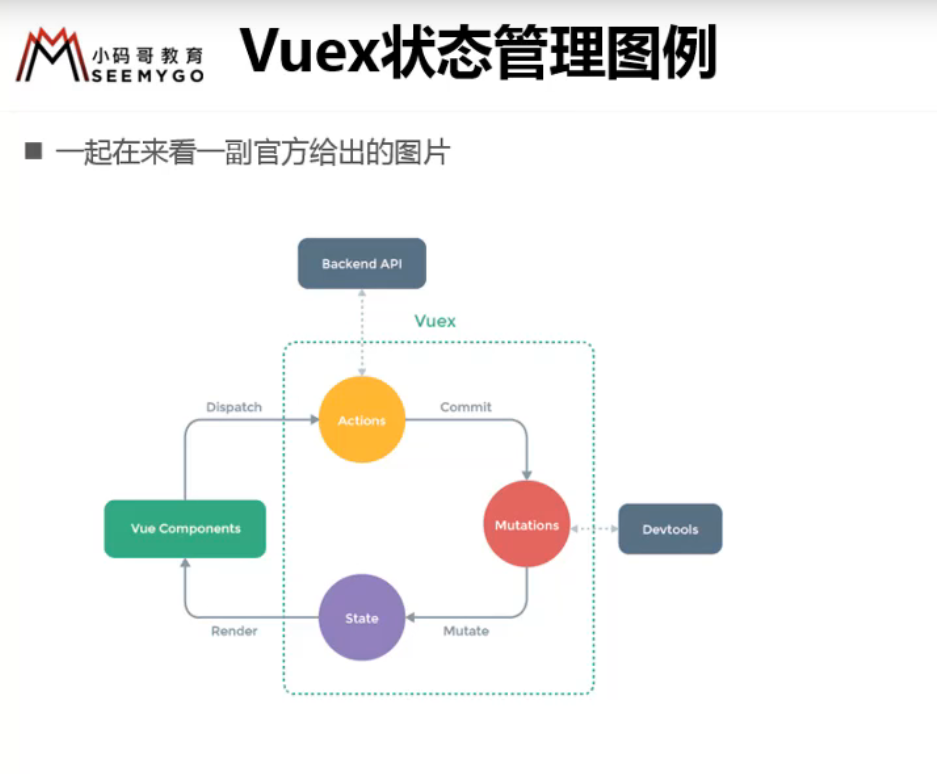 小码哥教育
SEEMYGO
Vuex状态管理图例
一起在来看一副官方给出的图片
Backend API
Vuex
Dispatch
Actions
Commit
Vue Components
Mutations
Devtools
State
Render
Mutate